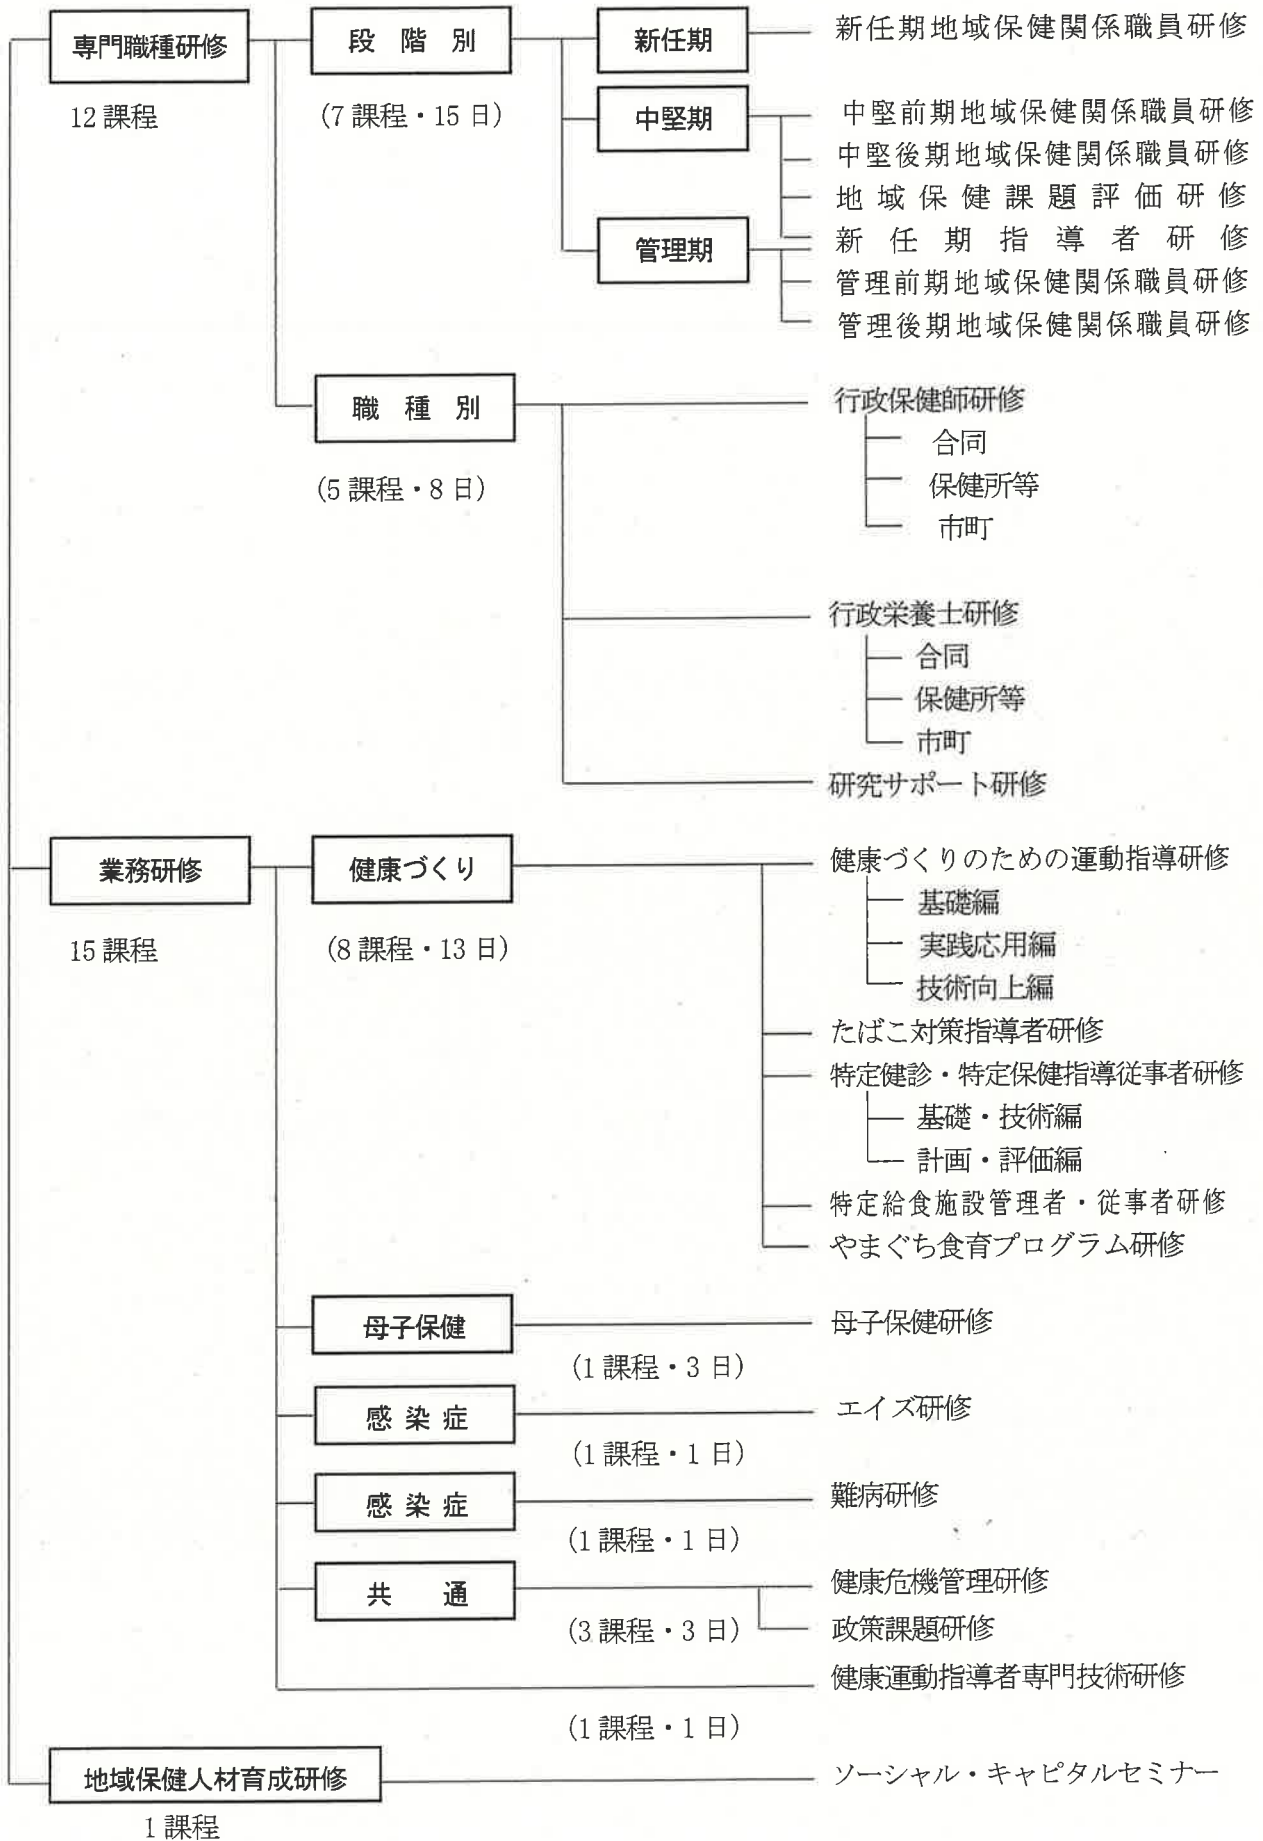 専門職種研修
12 課程
段階別
(7 課程・15 日)
新任期
新任期地域保健関係職員研修
中堅期
中堅前期地域保健関係職員研修
中堅後期地域保健関係職員研修
地域保健課題評価研修
新任期指導者研修
管理期
管理前期地域保健関係職員研修
管理後期地域保健関係職員研修
職種別
(5 課程・8 日)
行政保健師研修
合同
保健所等
市町
行政栄養士研修
合同
保健所等
市町
研究サポート研修
業務研修
15 課程
健康づくり
(8 課程・13 日)
健康づくりのための運動指導研修
基礎編
実践応用編
技術向上編
たばこ対策指導者研修
特定健診・特定保健指導従事者研修
基礎・技術編
計画・評価編
特定給食施設管理者・従事者研修
やまぐち食育プログラム研修
母子保健
(1 課程・3 日)
母子保健研修
感染症
(1 課程・1 日)
エイズ研修
感染症
(1 課程・1 日)
難病研修
共通
(3 課程・3 日)
健康危機管理研修
政策課題研修
健康運動指導者専門技術研修
(1 課程・1 日)
地域保健人材育成研修
1 課程
ソーシャル・キャピタルセミナー